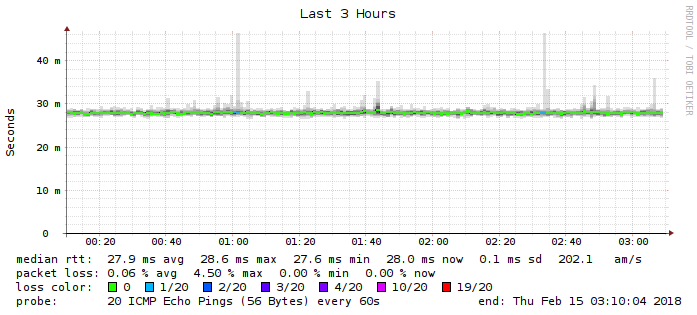 Last 3 Hours
RRDTOOL / TOBI OETIKER
Seconds
40 m
30 m
20 m
10 m
0
00:20 00:40 01:00 01:20 01:40 02:00 02:20 02:40 03:00
median rtt: 27.9 ms avg 28.6 ms max 27.6 ms min 28.0 ms now 0.1 ms sd 202.1 am/s
packet loss: 0.06 % avg 4.50 % max 0.00 % min 0.00 % now
loss color: 0 1/20 2/20 3/20 4/20 10/20 19/20
probe: 20 ICMP Echo Pings (56 Bytes) every 60s end: Thu Feb 15 03:10:04 2018